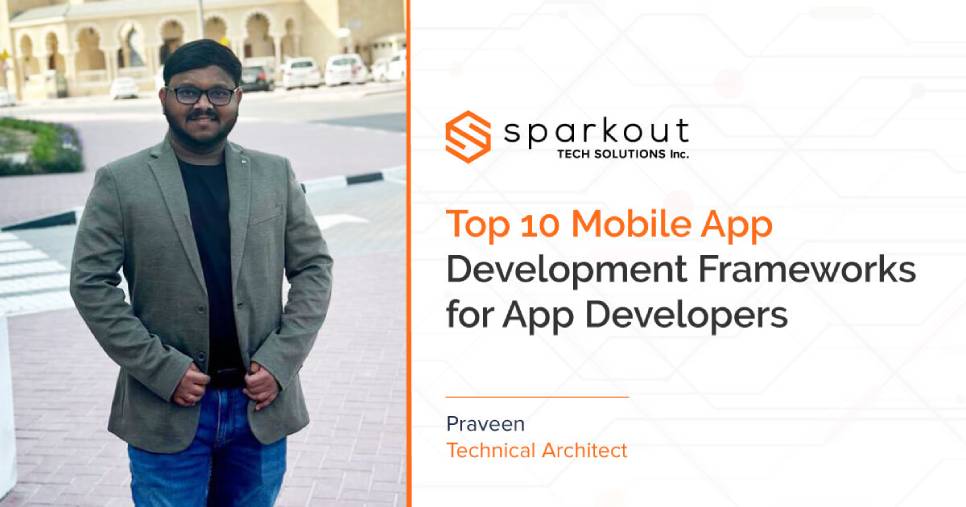 sparkout
TECH SOLUTIONS Inc.
Top 10 Mobile App
Development Frameworks
for App Developers
Praveen
Technical Architect